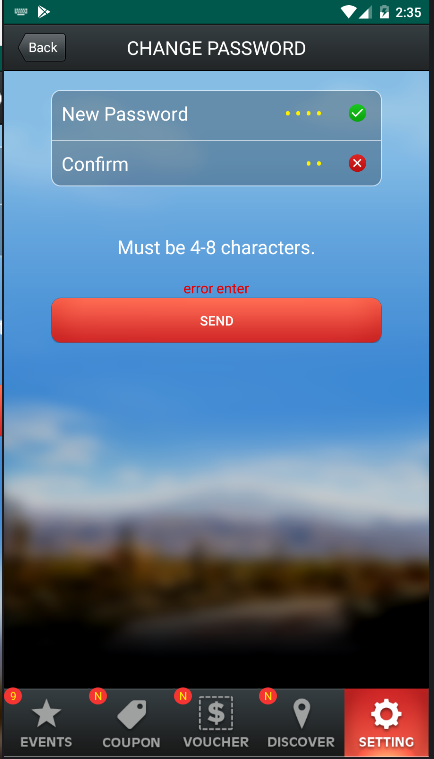 2:35
Back
CHANGE PASSWORD
New Password ••••
Confirm ••
Must be 4-8 characters.
error enter
SEND
9 N N N
EVENTS COUPON VOUCHER DISCOVER SETTING